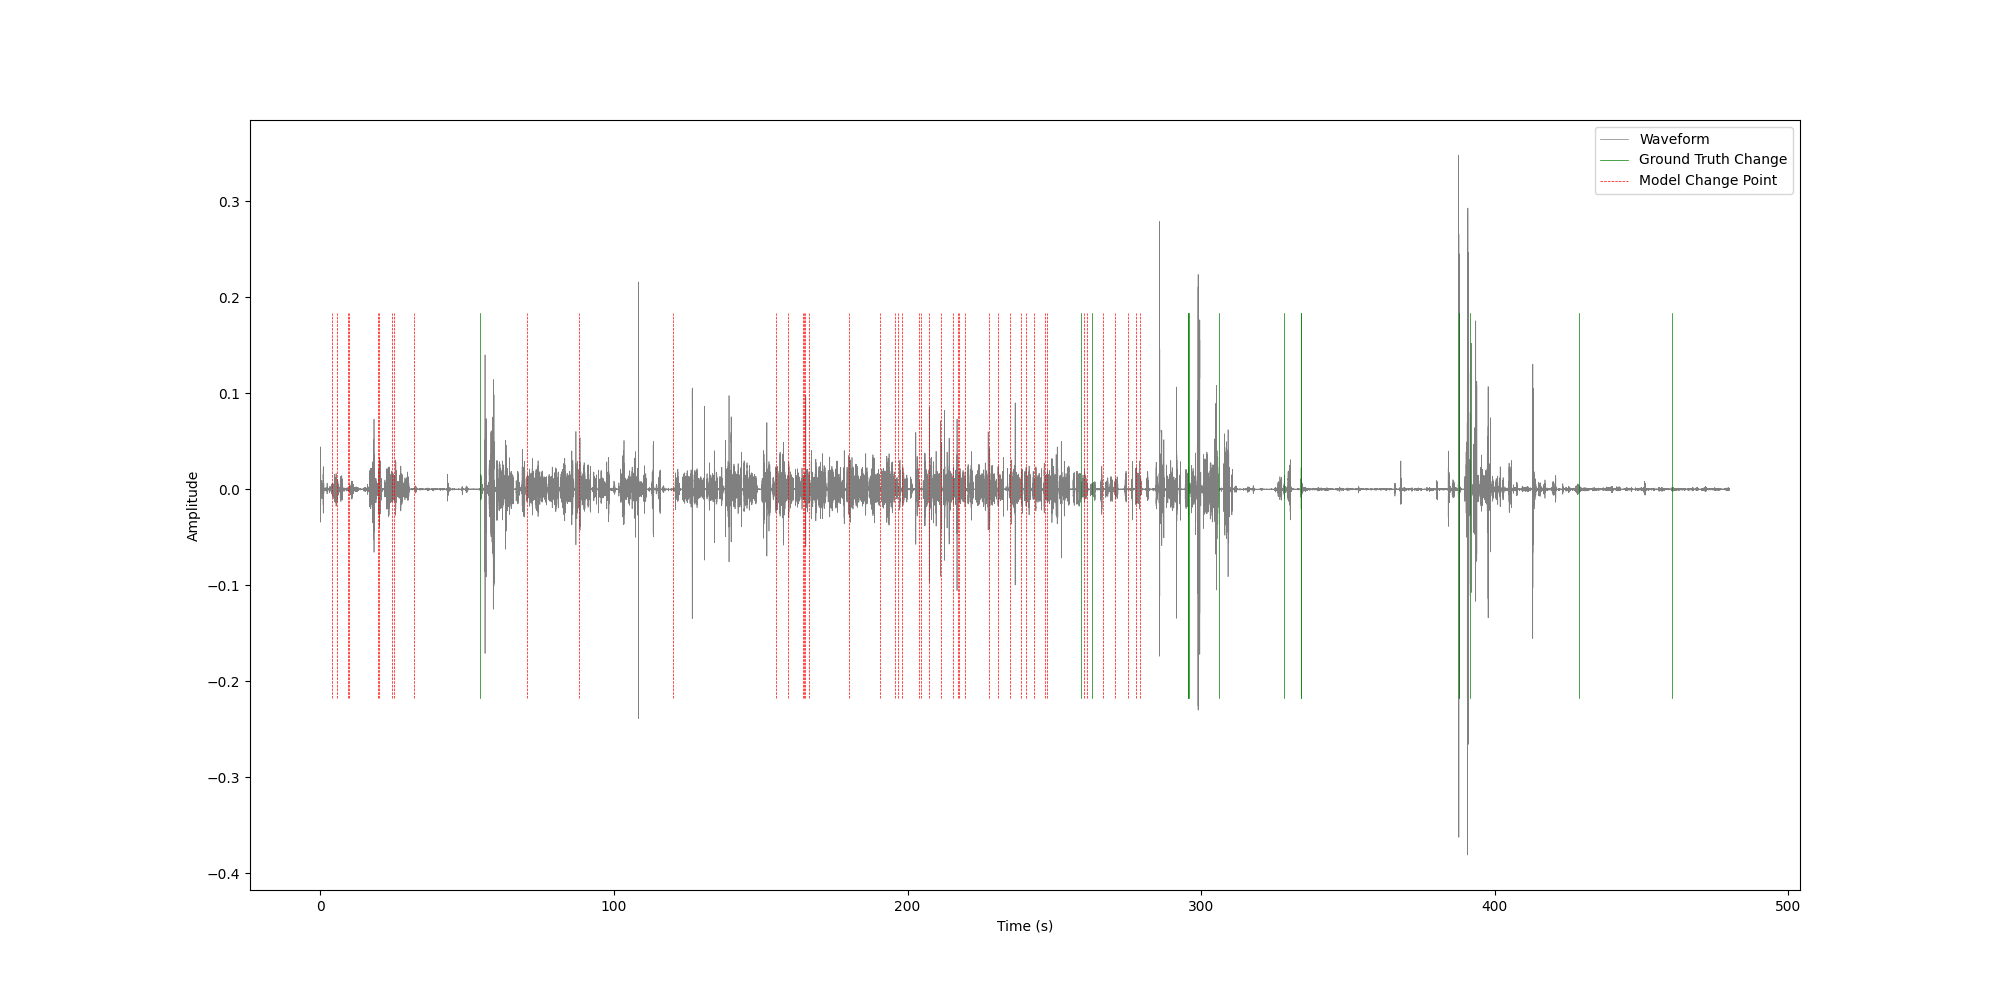 Waveform
Ground Truth Change
Model Change Point
0.3
0.2
0.1
0.0
−0.1
−0.2
−0.3
−0.4
Amplitude
0 100 200 300 400 500
Time (s)